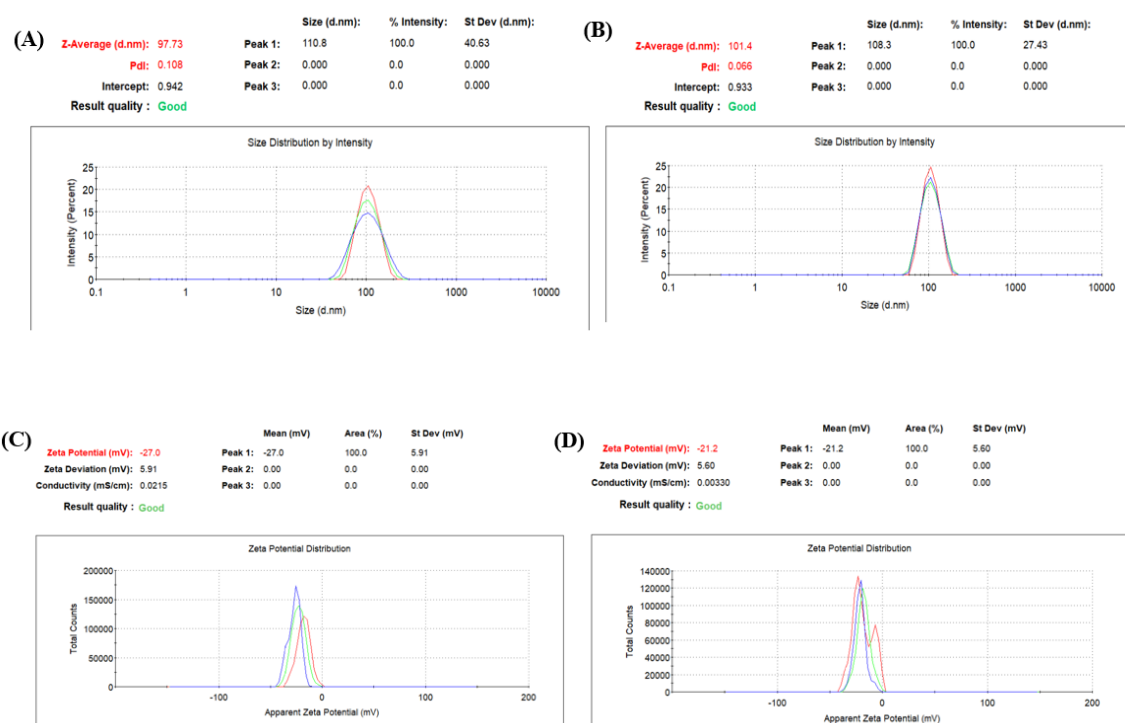 (A)
Size (d.nm): % Intensity: St Dev (d.nm):
Z-Average (d.nm): 97.73 Peak 1: 110.8 100.0 40.63
PdI: 0.108 Peak 2: 0.000 0.0 0.000
Intercept: 0.942 Peak 3: 0.000 0.0 0.000
Result quality : Good
Size Distribution by Intensity
Intensity (Percent)
25
20
15
10
5
0
0.1 1 10 100 1000 10000
Size (d.nm)
(B)
Size (d.nm): % Intensity: St Dev (d.nm):
Z-Average (d.nm): 101.4 Peak 1: 108.3 100.0 27.43
PdI: 0.066 Peak 2: 0.000 0.0 0.000
Intercept: 0.933 Peak 3: 0.000 0.0 0.000
Result quality : Good
Size Distribution by Intensity
Intensity (Percent)
25
20
15
10
5
0
0.1 1 10 100 1000 10000
Size (d.nm)
(C)
Mean (mV) Area (%) St Dev (mV)
Zeta Potential (mV): -27.0 Peak 1: -27.0 100.0 5.91
Zeta Deviation (mV): 5.91 Peak 2: 0.00 0.0 0.00
Conductivity (mS/cm): 0.0215 Peak 3: 0.00 0.0 0.00
Result quality : Good
Zeta Potential Distribution
Total Counts
200000
150000
100000
50000
0
-100 0 100 200
Apparent Zeta Potential (mV)
(D)
Mean (mV) Area (%) St Dev (mV)
Zeta Potential (mV): -21.2 Peak 1: -21.2 100.0 5.60
Zeta Deviation (mV): 5.60 Peak 2: 0.00 0.0 0.00
Conductivity (mS/cm): 0.00330 Peak 3: 0.00 0.0 0.00
Result quality : Good
Zeta Potential Distribution
Total Counts
140000
120000
100000
80000
60000
40000
20000
0
-100 0 100 200
Apparent Zeta Potential (mV)